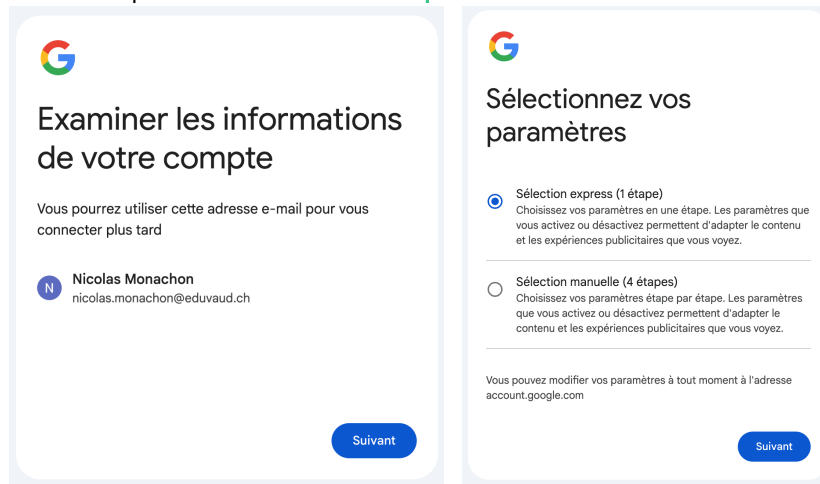 Examiner les informations
de votre compte
Vous pourrez utiliser cette adresse e-mail pour vous
connecter plus tard
N
Nicolas Monachon
nicolas.monachon@eduvaud.ch
Suivant
Sélectionnez vos
paramètres
Sélection express (1 étape)
Choisissez vos paramètres en une étape. Les paramètres que
vous activez ou désactivez permettent d'adapter le contenu
et les expériences publicitaires que vous voyez.
Sélection manuelle (4 étapes)
Choisissez vos paramètres étape par étape. Les paramètres
que vous activez ou désactivez permettent d'adapter le
contenu et les expériences publicitaires que vous voyez.
Vous pouvez modifier vos paramètres à tout moment à l'adresse
account.google.com
Suivant